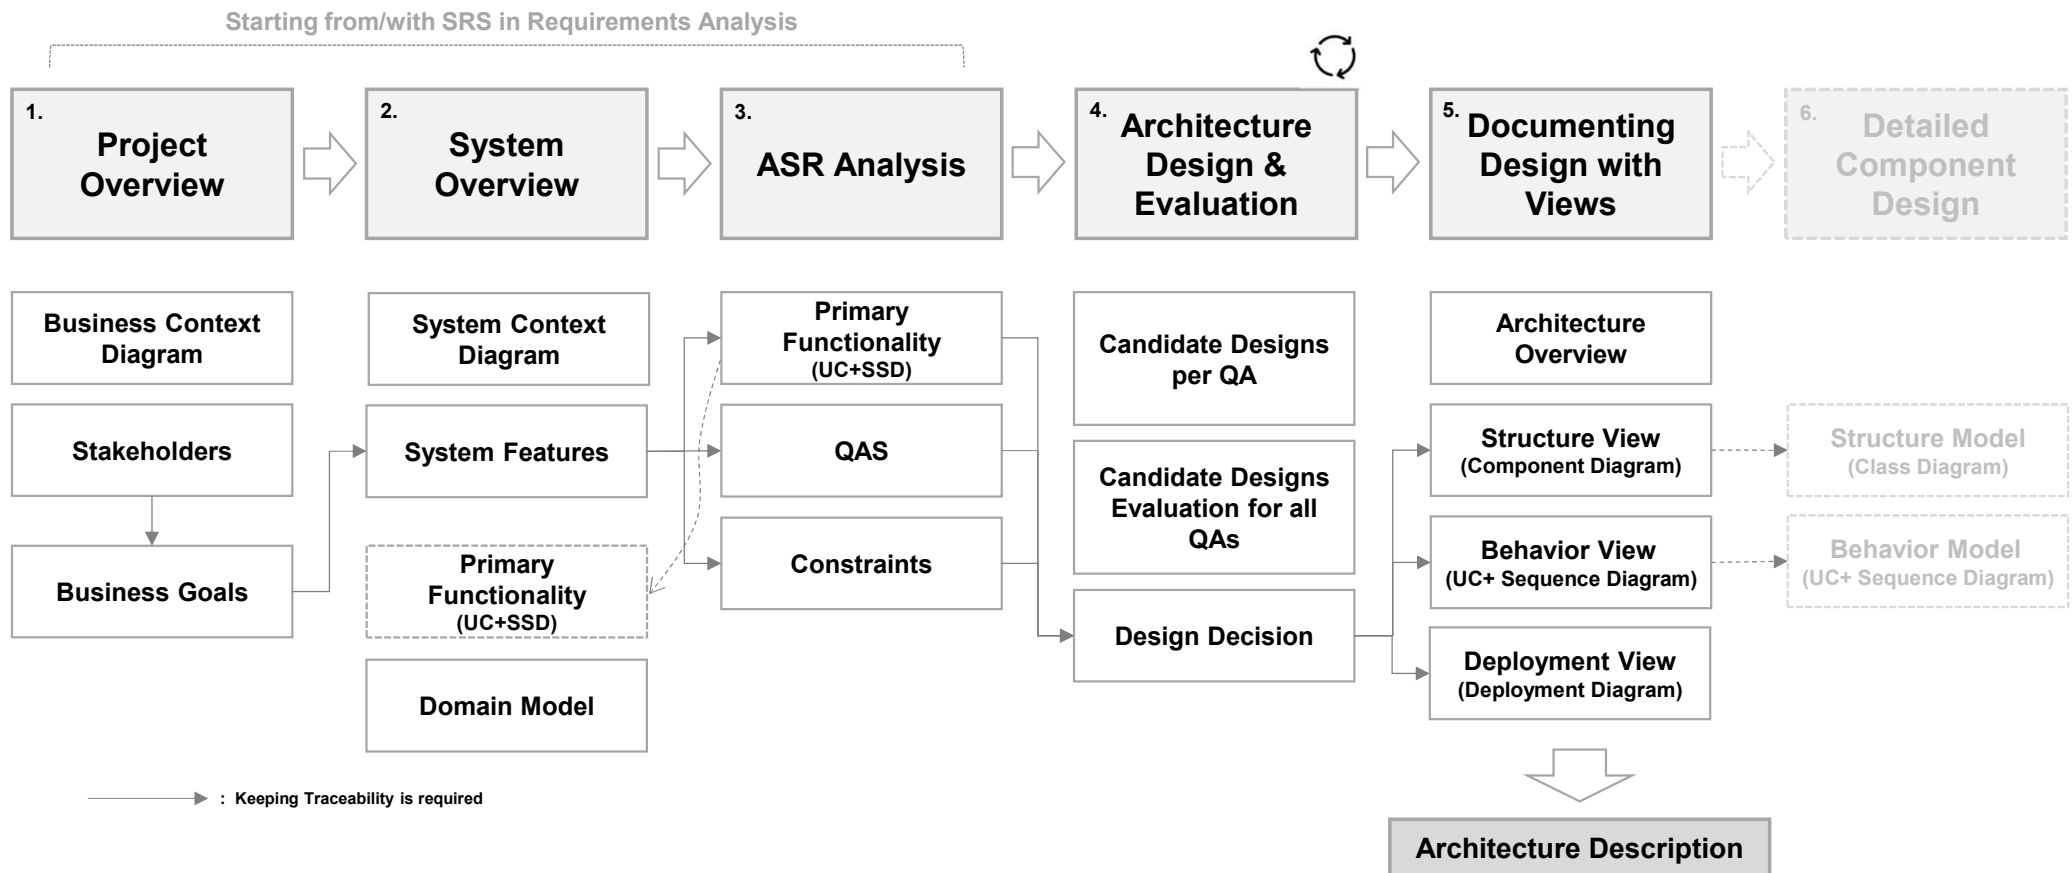 Starting from/with SRS in Requirements Analysis
1.
Project
Overview
2.
System
Overview
3.
ASR Analysis
4.
Architecture
Design &
Evaluation
5.
Documenting
Design with
Views
6.
Detailed
Component
Design
Business Context
Diagram
Stakeholders
Business Goals
System Context
Diagram
System Features
Primary
Functionality
(UC+SSD)
Domain Model
Primary
Functionality
(UC+SSD)
QAS
Constraints
Candidate Designs
per QA
Candidate Designs
Evaluation for all
QAs
Design Decision
Architecture
Overview
Structure View
(Component Diagram)
Behavior View
(UC+ Sequence Diagram)
Deployment View
(Deployment Diagram)
Structure Model
(Class Diagram)
Behavior Model
(UC+ Sequence Diagram)
: Keeping Traceability is required
Architecture Description